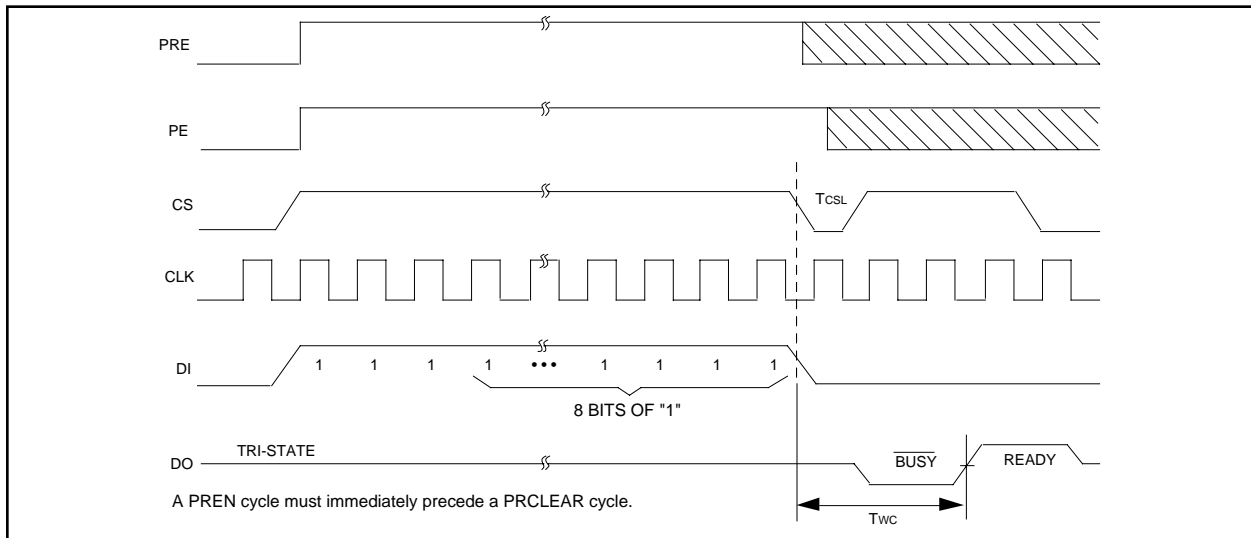 PRE
PE
CS
TCSL
CLK
DI
1 1 1 1 ••• 1 1 1 1
8 BITS OF "1"
DO
TRI-STATE
BUSY
READY
A PREN cycle must immediately precede a PRCLEAR cycle.
TWC